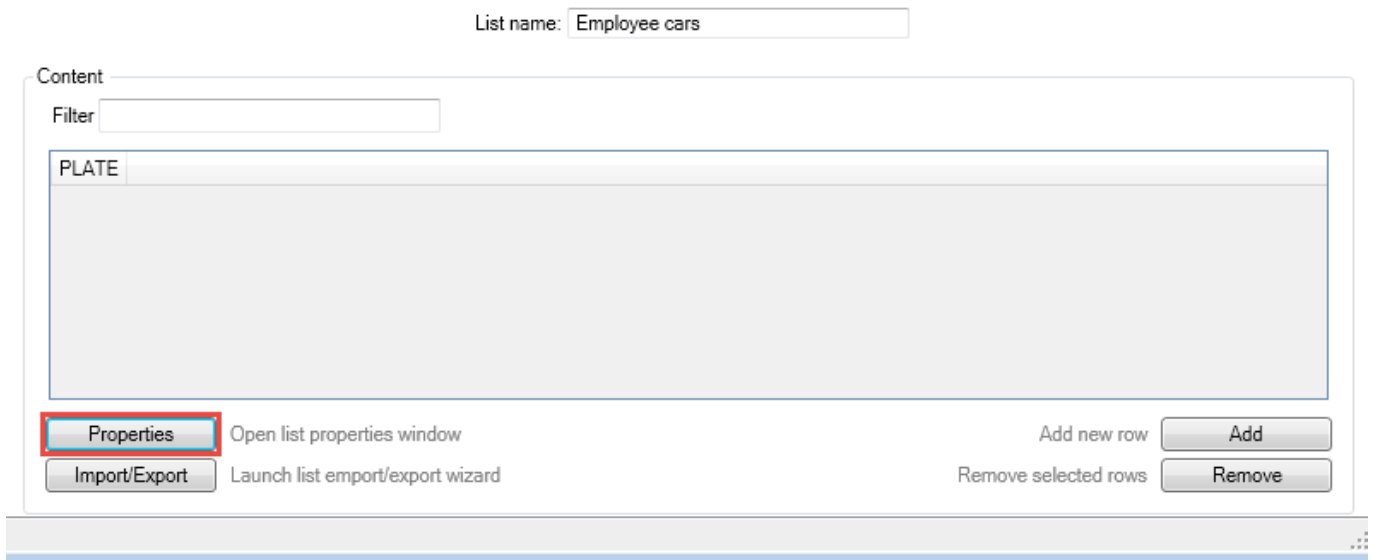 List name: Employee cars
Content
Filter
PLATE
Properties Open list properties window Add new row Add
Import/Export Launch list emport/export wizard Remove selected rows Remove